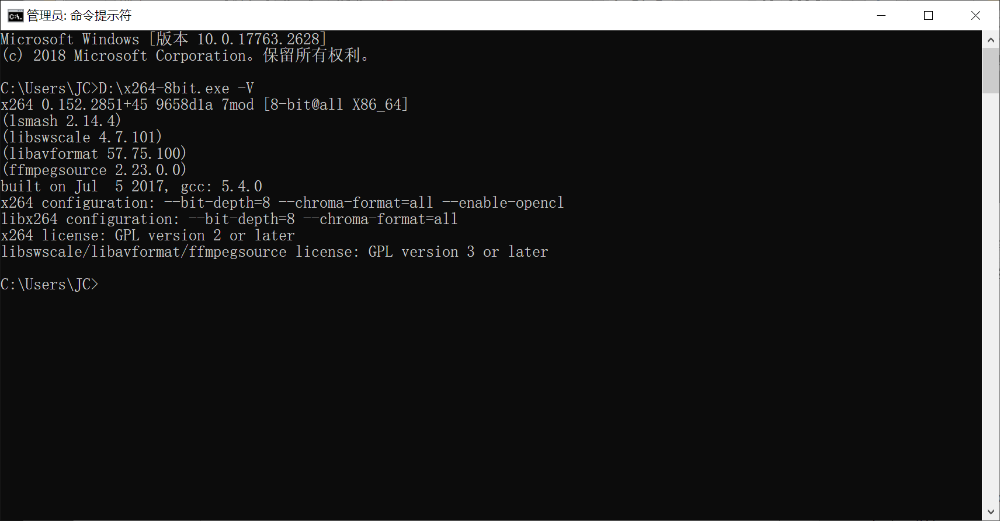 管理员: 命令提示符
Microsoft Windows [版本 10.0.17763.2628]
(c) 2018 Microsoft Corporation。保留所有权利。
C:\Users\JC>D:\x264-8bit.exe -V
x264 0.152.2851+45 9658d1a 7mod [8-bit@all X86_64]
(lsmash 2.14.4)
(libswscale 4.7.101)
(libavformat 57.75.100)
(ffmpegsource 2.23.0.0)
built on Jul  5 2017, gcc: 5.4.0
x264 configuration: --bit-depth=8 --chroma-format=all --enable-opencl
libx264 configuration: --bit-depth=8 --chroma-format=all
x264 license: GPL version 2 or later
libswscale/libavformat/ffmpegsource license: GPL version 3 or later
C:\Users\JC>